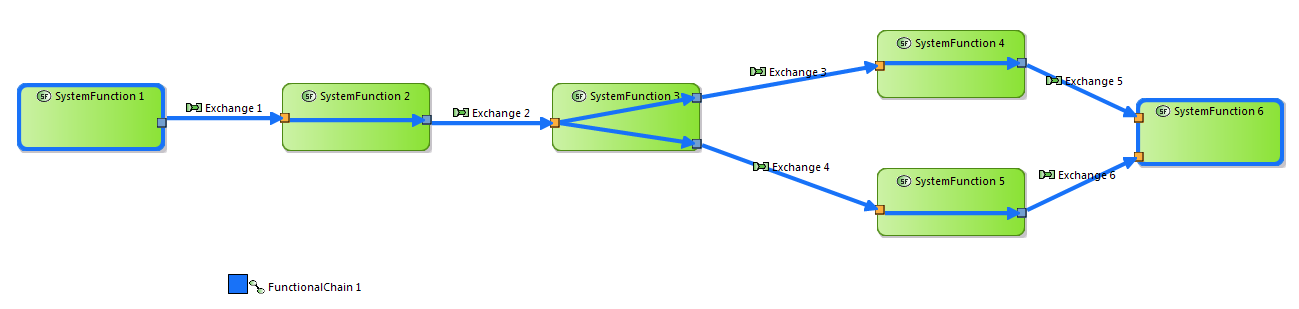 SF SystemFunction 1
Exchange 1
SF SystemFunction 2
Exchange 2
SF SystemFunction 3
Exchange 3
Exchange 4
SF SystemFunction 4
SF SystemFunction 5
Exchange 5
Exchange 6
SF SystemFunction 6
FunctionalChain 1